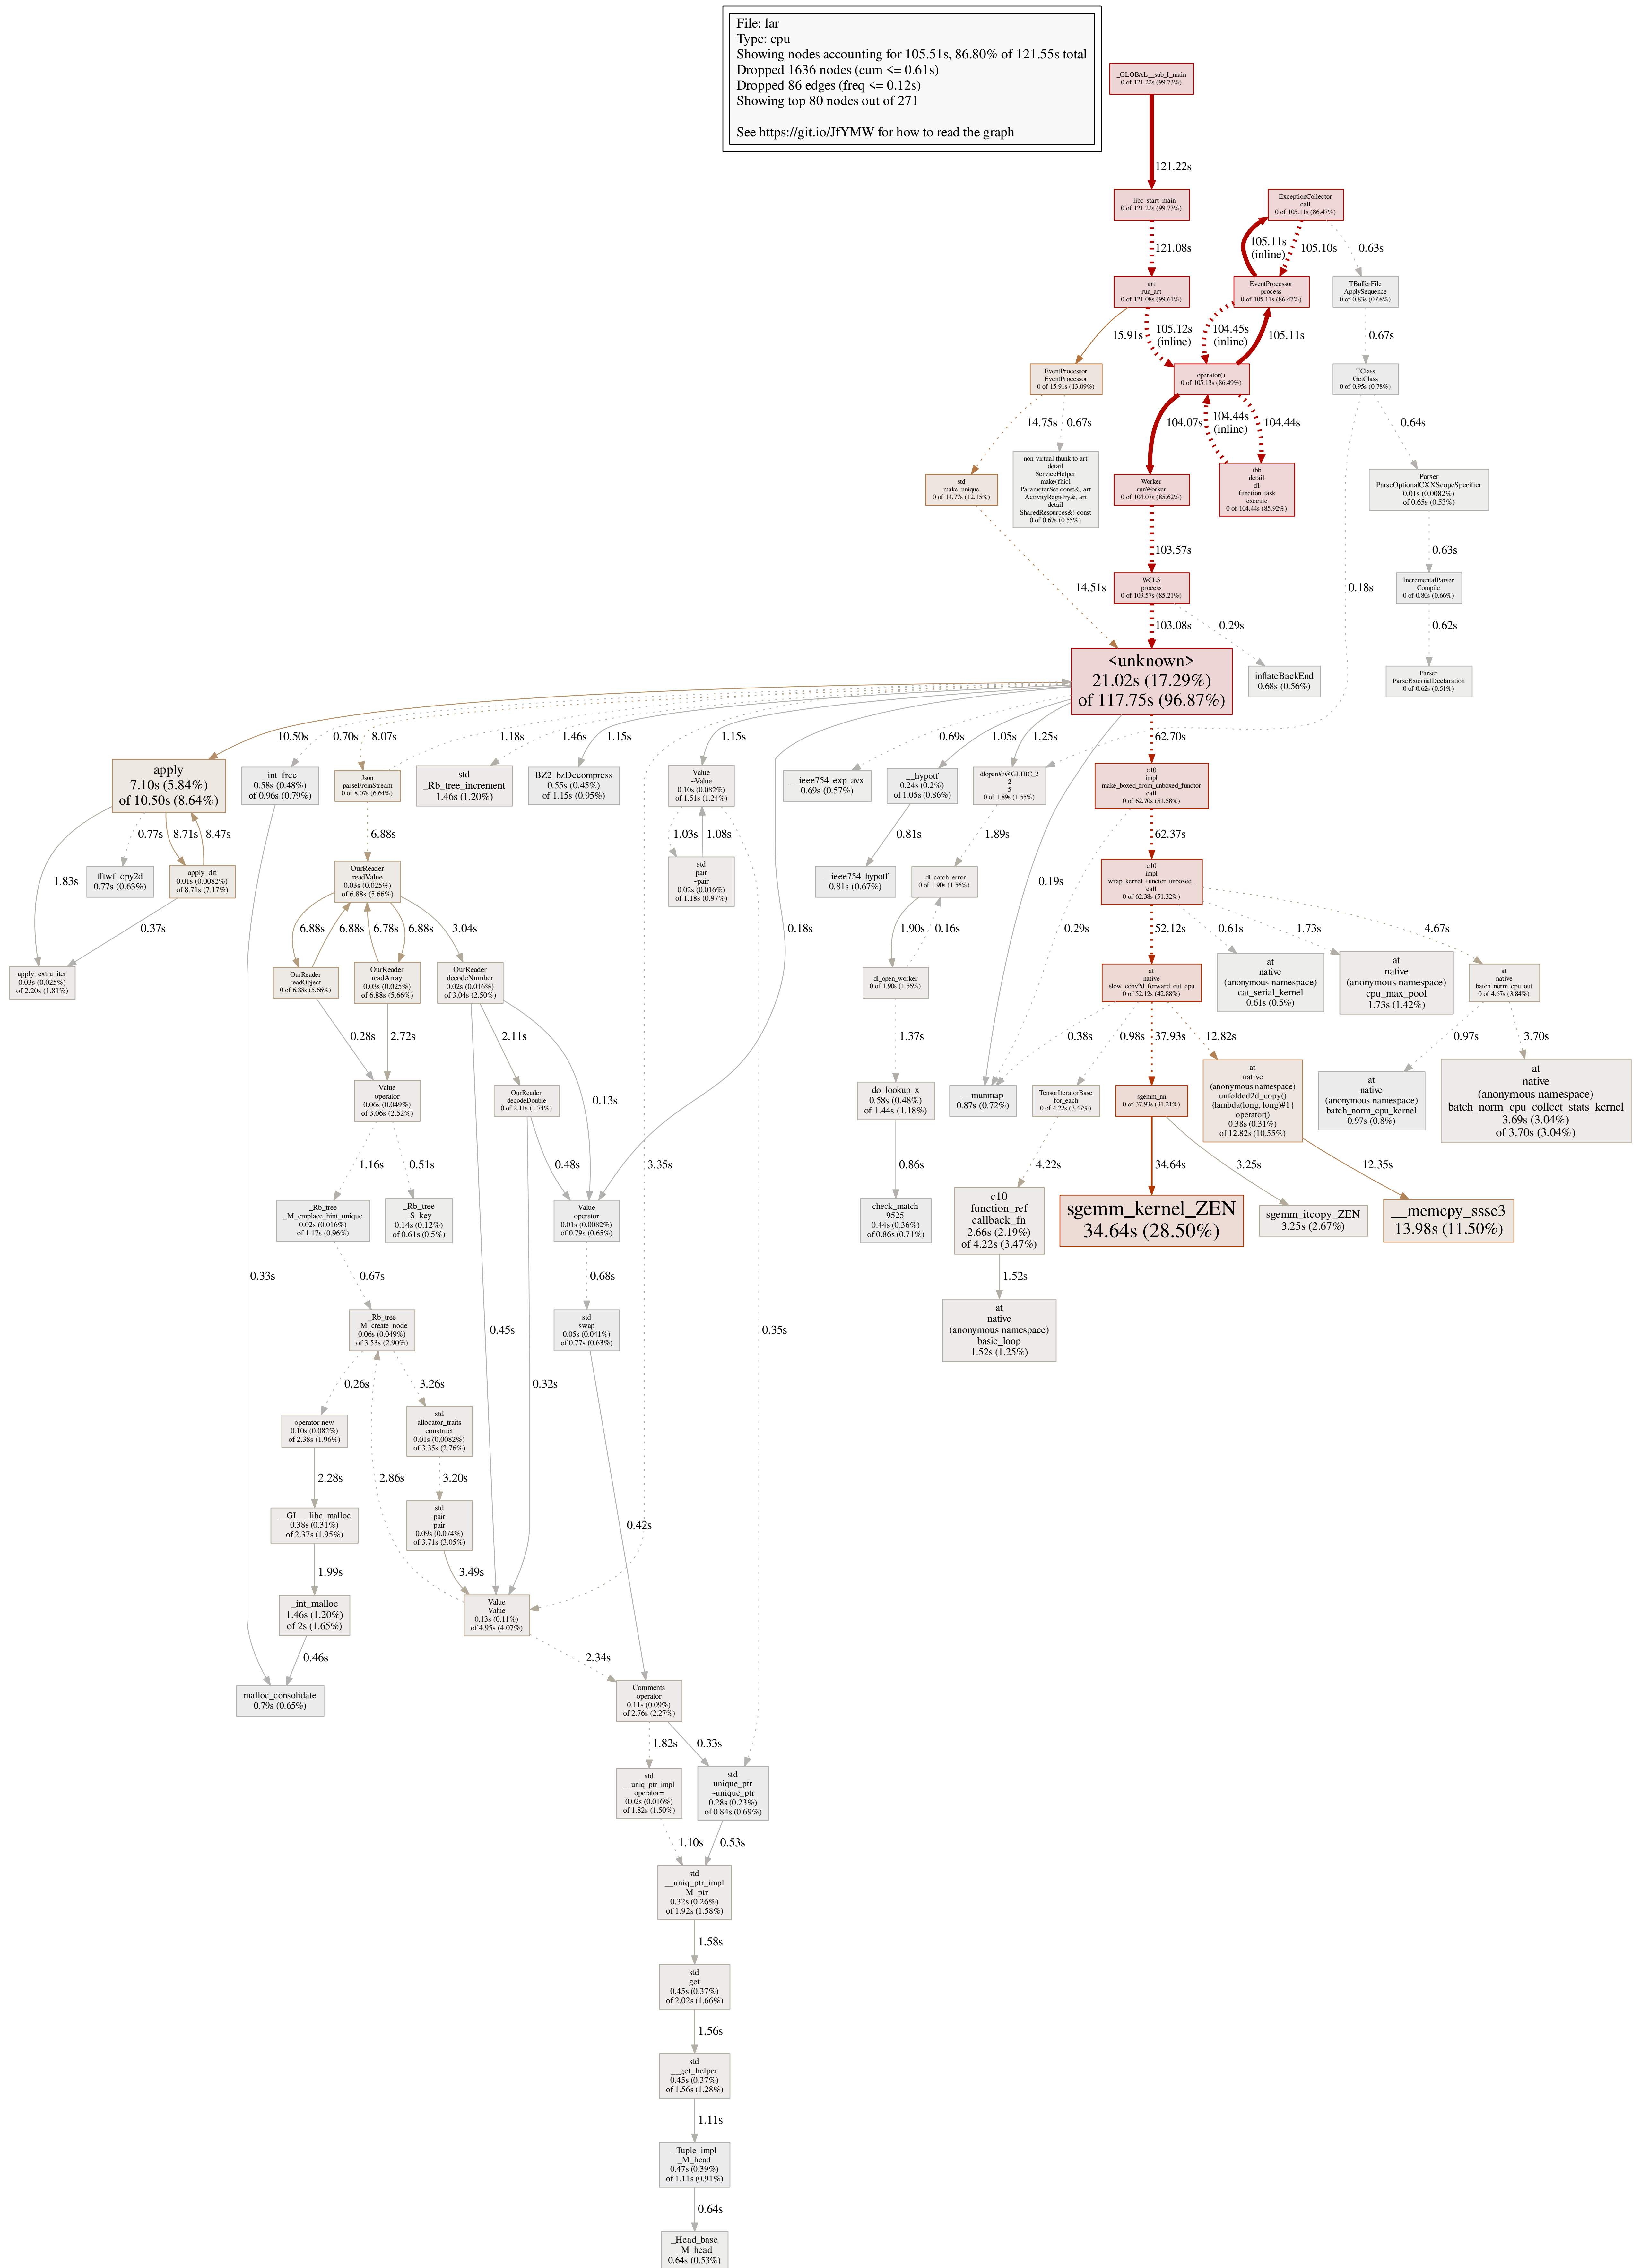 File: lar
Type: cpu
Showing nodes accounting for 105.51s, 86.80% of 121.55s total
Dropped 1636 nodes (cum <= 0.61s)
Dropped 86 edges (freq <= 0.12s)
Showing top 80 nodes out of 271
See https://git.io/JfYMW for how to read the graph
_GLOBAL__sub_I_main
0 of 121.22s (99.73%)
121.22s
__libc_start_main
0 of 121.22s (99.73%)
ExceptionCollector
call
0 of 105.11s (86.47%)
121.08s
105.11s
(inline)
105.10s
0.63s
art
run_art
0 of 121.08s (99.61%)
EventProcessor
process
0 of 105.11s (86.47%)
TBufferFile
ApplySequence
0 of 0.83s (0.68%)
15.91s
105.12s
(inline)
104.45s
(inline)
105.11s
0.67s
EventProcessor
EventProcessor
0 of 15.91s (13.09%)
operator()
0 of 105.13s (86.49%)
TClass
GetClass
0 of 0.95s (0.78%)
14.75s
0.67s
104.07s
104.44s
(inline)
104.44s
0.64s
std
make_unique
0 of 14.77s (12.15%)
non-virtual thunk to art
detail
ServiceHelper
make(fhicl
ParameterSet const&, art
ActivityRegistry&, art
detail
SharedResources&) const
0 of 0.67s (0.55%)
Worker
runWorker
0 of 104.07s (85.62%)
tbb
detail
d1
function_task
execute
0 of 104.44s (85.92%)
Parser
ParseOptionalCXXScopeSpecifier
0.01s (0.0082%)
of 0.65s (0.53%)
103.57s
0.63s
14.51s
WCLS
process
0 of 103.57s (85.21%)
0.18s
IncrementalParser
Compile
0 of 0.80s (0.66%)
103.08s
0.29s
0.62s
<unknown>
21.02s (17.29%)
of 117.75s (96.87%)
inflateBackEnd
0.68s (0.56%)
Parser
ParseExternalDeclaration
0 of 0.62s (0.51%)
10.50s
0.70s
8.07s
1.18s
1.46s
1.15s
1.15s
0.69s
1.05s
1.25s
62.70s
apply
7.10s (5.84%)
of 10.50s (8.64%)
_int_free
0.58s (0.48%)
of 0.96s (0.79%)
Json
parseFromStream
0 of 8.07s (6.64%)
std
_Rb_tree_increment
1.46s (1.20%)
BZ2_bzDecompress
0.55s (0.45%)
of 1.15s (0.95%)
Value
~Value
0.10s (0.082%)
of 1.51s (1.24%)
__ieee754_exp_avx
0.69s (0.57%)
__hypotf
0.24s (0.2%)
of 1.05s (0.86%)
dlopen@@GLIBC_2
2
5
0 of 1.89s (1.55%)
c10
impl
make_boxed_from_unboxed_functor
call
0 of 62.70s (51.58%)
0.77s
8.71s
8.47s
6.88s
1.03s
1.08s
0.81s
1.89s
62.37s
1.83s
fftwf_cpy2d
0.77s (0.63%)
apply_dit
0.01s (0.0082%)
of 8.71s (7.17%)
OurReader
readValue
0.03s (0.025%)
of 6.88s (5.66%)
std
pair
~pair
0.02s (0.016%)
of 1.18s (0.97%)
__ieee754_hypotf
0.81s (0.67%)
_dl_catch_error
0 of 1.90s (1.56%)
0.19s
c10
impl
wrap_kernel_functor_unboxed_
call
0 of 62.38s (51.32%)
0.37s
6.88s
6.88s
6.78s
6.88s
3.04s
0.18s
1.90s
0.16s
0.29s
52.12s
0.61s
1.73s
4.67s
apply_extra_iter
0.03s (0.025%)
of 2.20s (1.81%)
OurReader
readObject
0 of 6.88s (5.66%)
OurReader
readArray
0.03s (0.025%)
of 6.88s (5.66%)
OurReader
decodeNumber
0.02s (0.016%)
of 3.04s (2.50%)
dl_open_worker
0 of 1.90s (1.56%)
at
native
slow_conv2d_forward_out_cpu
0 of 52.12s (42.88%)
at
native
(anonymous namespace)
cat_serial_kernel
0.61s (0.5%)
at
native
(anonymous namespace)
cpu_max_pool
1.73s (1.42%)
at
native
batch_norm_cpu_out
0 of 4.67s (3.84%)
0.28s
2.72s
2.11s
1.37s
0.38s
0.98s
37.93s
12.82s
0.97s
3.70s
Value
operator
0.06s (0.049%)
of 3.06s (2.52%)
OurReader
decodeDouble
0 of 2.11s (1.74%)
0.13s
do_lookup_x
0.58s (0.48%)
of 1.44s (1.18%)
__munmap
0.87s (0.72%)
TensorIteratorBase
for_each
0 of 4.22s (3.47%)
sgemm_nn
0 of 37.93s (31.21%)
at
native
(anonymous namespace)
unfolded2d_copy()
{lambda(long, long)#1}
operator()
0.38s (0.31%)
of 12.82s (10.55%)
at
native
(anonymous namespace)
batch_norm_cpu_kernel
0.97s (0.8%)
at
native
(anonymous namespace)
batch_norm_cpu_collect_stats_kernel
3.69s (3.04%)
of 3.70s (3.04%)
1.16s
0.51s
0.48s
3.35s
0.86s
4.22s
34.64s
3.25s
12.35s
_Rb_tree
_M_emplace_hint_unique
0.02s (0.016%)
of 1.17s (0.96%)
_Rb_tree
_S_key
0.14s (0.12%)
of 0.61s (0.5%)
Value
operator
0.01s (0.0082%)
of 0.79s (0.65%)
check_match
9525
0.44s (0.36%)
of 0.86s (0.71%)
c10
function_ref
callback_fn
2.66s (2.19%)
of 4.22s (3.47%)
sgemm_kernel_ZEN
34.64s (28.50%)
sgemm_itcopy_ZEN
3.25s (2.67%)
__memcpy_ssse3
13.98s (11.50%)
0.33s
0.67s
0.68s
1.52s
_Rb_tree
_M_create_node
0.06s (0.049%)
of 3.53s (2.90%)
0.45s
std
swap
0.05s (0.041%)
of 0.77s (0.63%)
0.35s
at
native
(anonymous namespace)
basic_loop
1.52s (1.25%)
0.26s
3.26s
0.32s
operator new
0.10s (0.082%)
of 2.38s (1.96%)
std
allocator_traits
construct
0.01s (0.0082%)
of 3.35s (2.76%)
2.28s
2.86s
3.20s
__GI___libc_malloc
0.38s (0.31%)
of 2.37s (1.95%)
std
pair
pair
0.09s (0.074%)
of 3.71s (3.05%)
0.42s
1.99s
3.49s
_int_malloc
1.46s (1.20%)
of 2s (1.65%)
Value
Value
0.13s (0.11%)
of 4.95s (4.07%)
0.46s
2.34s
malloc_consolidate
0.79s (0.65%)
Comments
operator
0.11s (0.09%)
of 2.76s (2.27%)
1.82s
0.33s
std
__uniq_ptr_impl
operator=
0.02s (0.016%)
of 1.82s (1.50%)
std
unique_ptr
~unique_ptr
0.28s (0.23%)
of 0.84s (0.69%)
1.10s
0.53s
std
__uniq_ptr_impl
_M_ptr
0.32s (0.26%)
of 1.92s (1.58%)
1.58s
std
get
0.45s (0.37%)
of 2.02s (1.66%)
1.56s
std
__get_helper
0.45s (0.37%)
of 1.56s (1.28%)
1.11s
_Tuple_impl
_M_head
0.47s (0.39%)
of 1.11s (0.91%)
0.64s
_Head_base
_M_head
0.64s (0.53%)